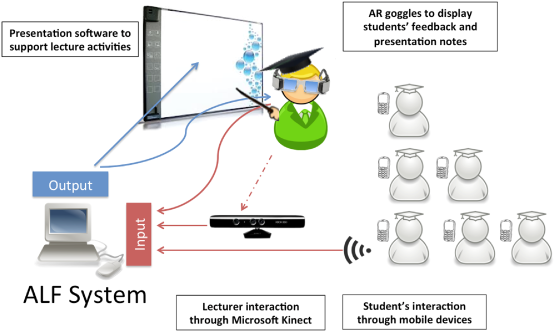 Presentation software to
support lecture activities
AR goggles to display
students' feedback and
presentation notes
Output
Input
ALF System
Lecturer interaction
through Microsoft Kinect
Student's interaction
through mobile devices